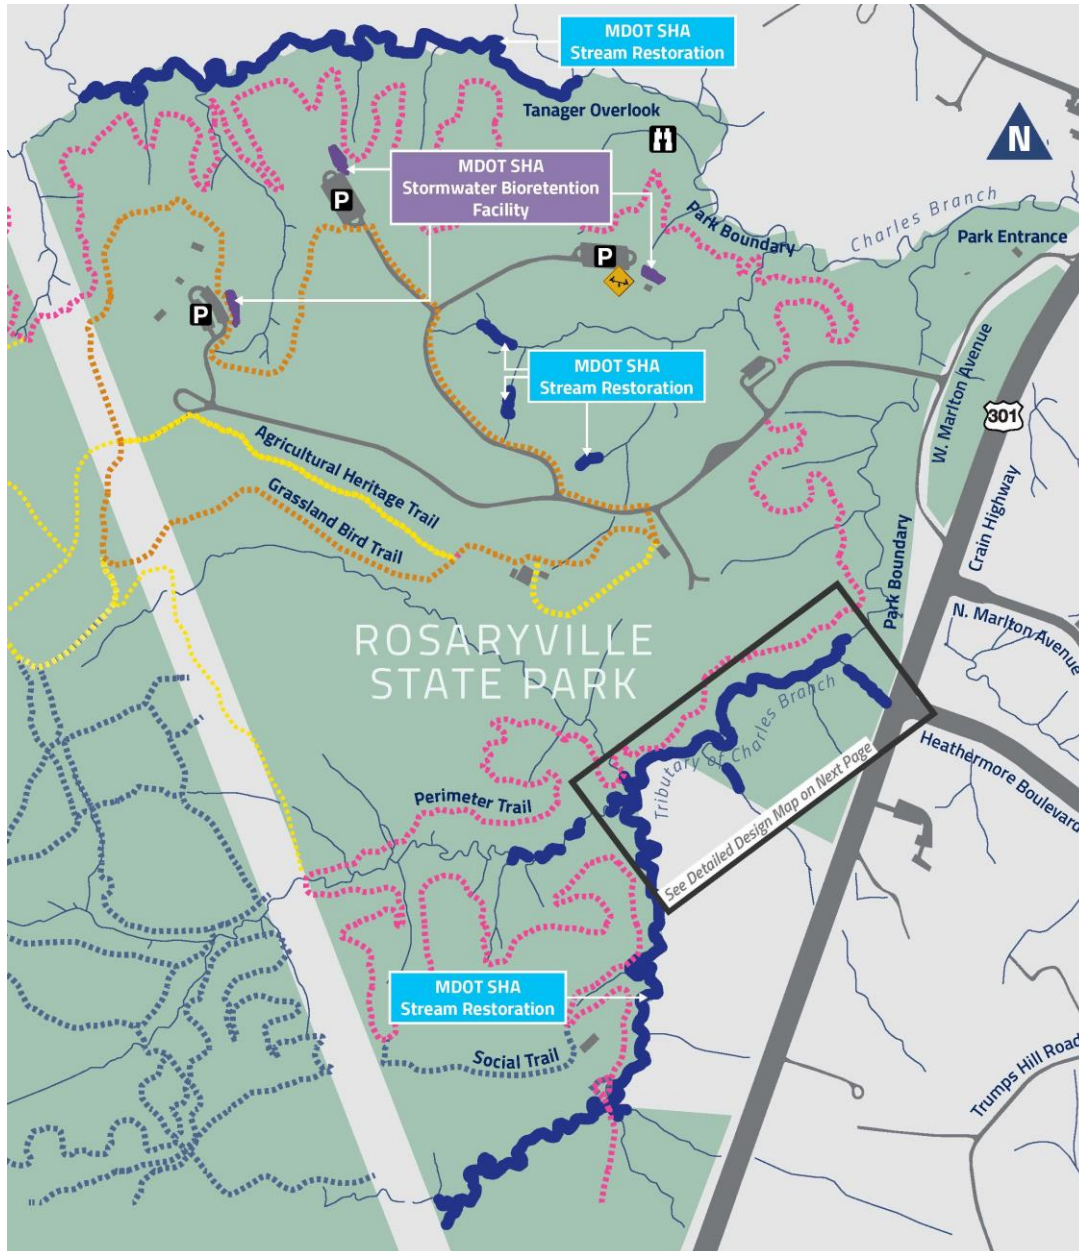 MDOT SHA
Stream Restoration
Tanager Overlook
N
MDOT SHA
Stormwater Bioretention
Facility
P
Park Boundary
Charles Branch
Park Entrance
P
P
MDOT SHA
Stream Restoration
W. Marlton Avenue
301
Crain Highway
Agricultural Heritage Trail
Grassland Bird Trail
Park Boundary
N. Marlton Avenue
ROSARYVILLE
STATE PARK
Tributary of Charles Branch
Heathermore Boulevard
See Detailed Design Map on Next Page
Perimeter Trail
MDOT SHA
Stream Restoration
Social Trail
Trumps Hill Road